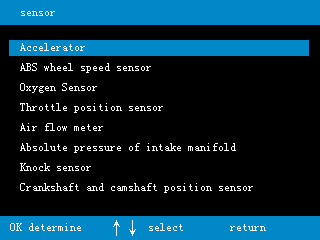 sensor
Accelerator
ABS wheel speed sensor
Oxygen Sensor
Throttle position sensor
Air flow meter
Absolute pressure of intake manifold
Knock sensor
Crankshaft and camshaft position sensor
OK determine ↑ ↓ select return